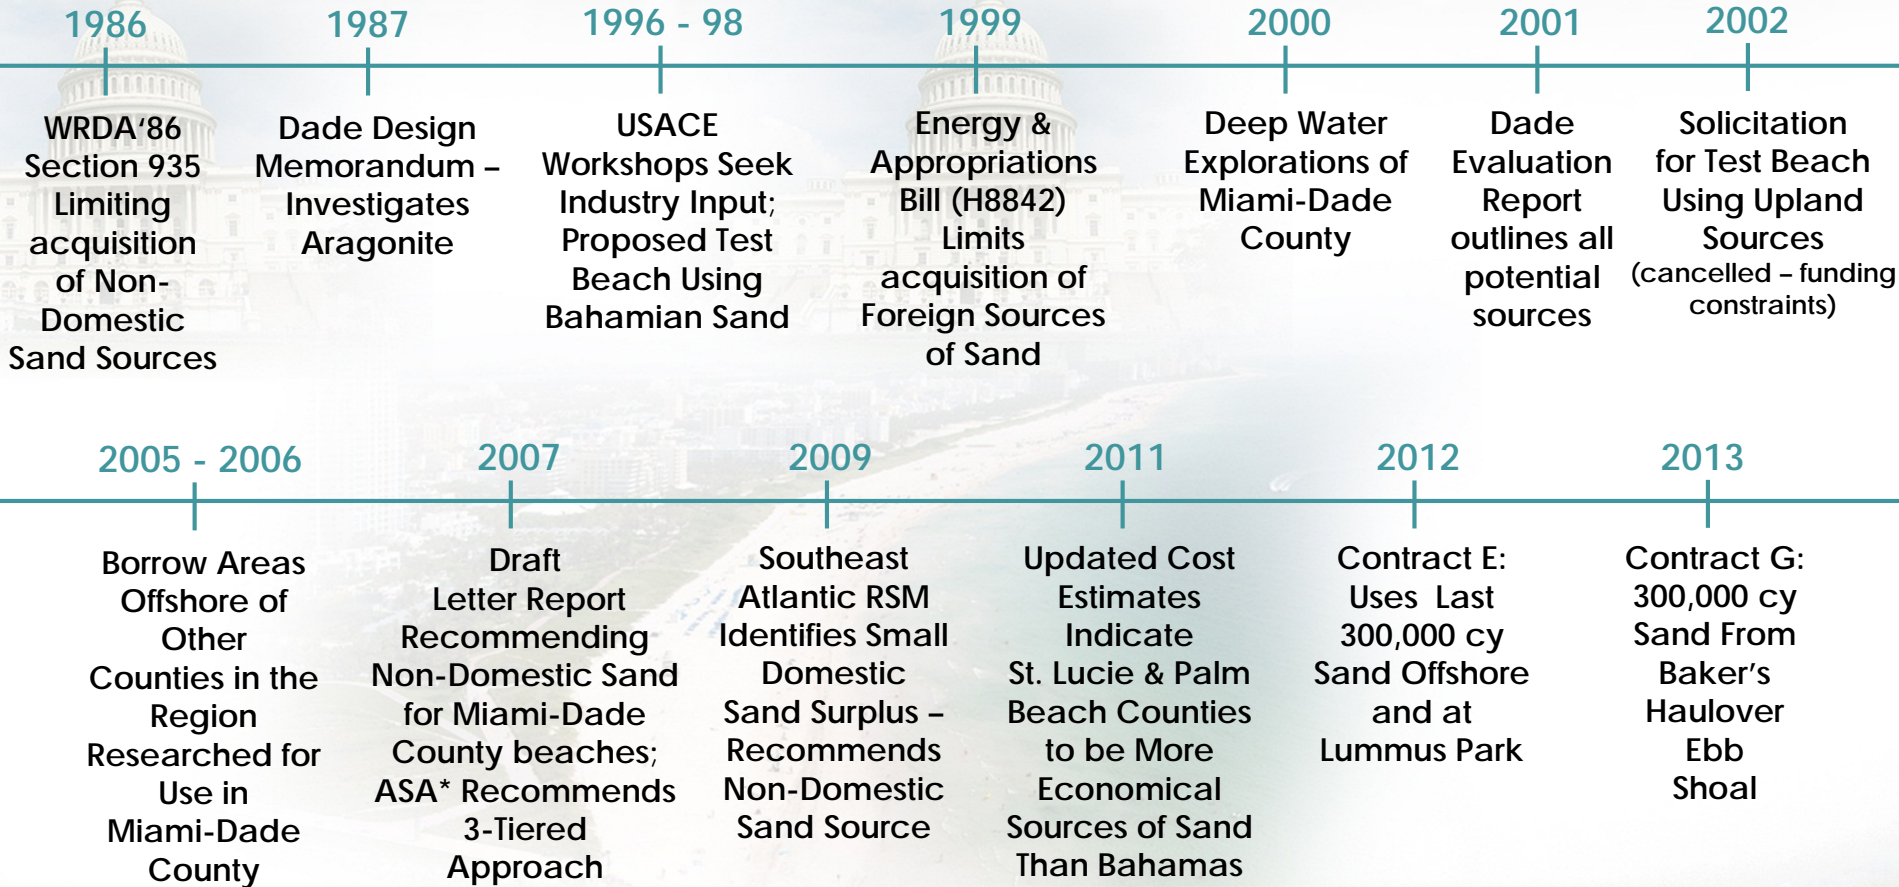 1986
WRDA‘86
Section 935
Limiting
acquisition
of Non-
Domestic
Sand Sources
1987
Dade Design
Memorandum –
Investigates
Aragonite
1996 - 98
USACE
Workshops Seek
Industry Input;
Proposed Test
Beach Using
Bahamian Sand
1999
Energy &
Appropriations
Bill (H8842)
Limits
acquisition of
Foreign Sources
of Sand
2000
Deep Water
Explorations of
Miami-Dade
County
2001
Dade
Evaluation
Report
outlines all
potential
sources
2002
Solicitation
for Test Beach
Using Upland
Sources
(cancelled – funding
constraints)
2005 - 2006
Borrow Areas
Offshore of
Other
Counties in the
Region
Researched for
Use in
Miami-Dade
County
2007
Draft
Letter Report
Recommending
Non-Domestic Sand
for Miami-Dade
County beaches;
ASA* Recommends
3-Tiered
Approach
2009
Southeast
Atlantic RSM
Identifies Small
Domestic
Sand Surplus –
Recommends
Non-Domestic
Sand Source
2011
Updated Cost
Estimates
Indicate
St. Lucie & Palm
Beach Counties
to be More
Economical
Sources of Sand
Than Bahamas
2012
Contract E:
Uses Last
300,000 cy
Sand Offshore
and at
Lummus Park
2013
Contract G:
300,000 cy
Sand From
Baker’s
Haulover
Ebb
Shoal